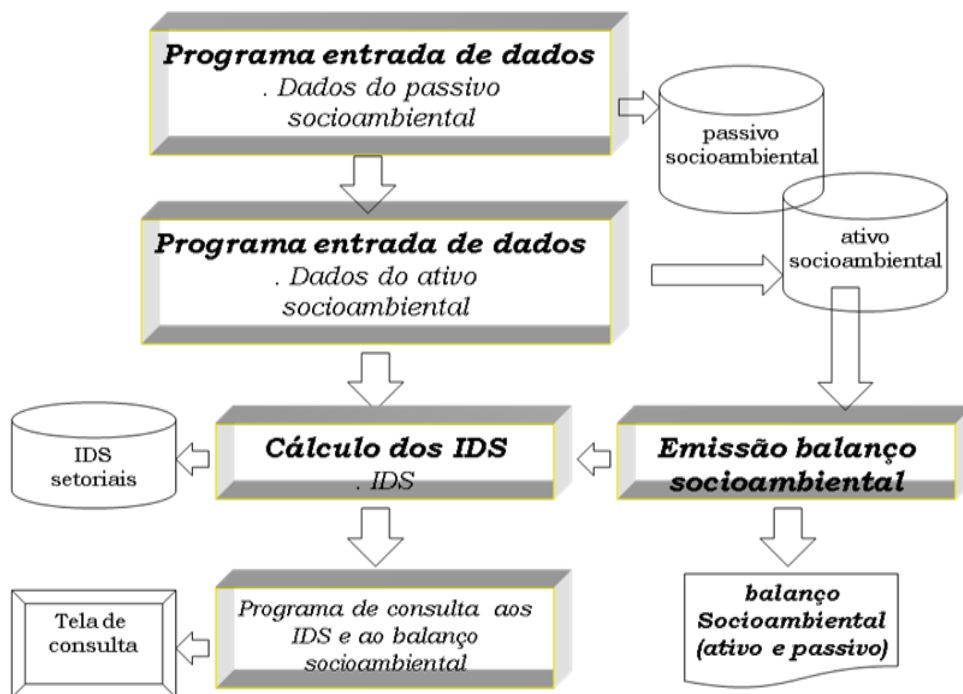 Programa entrada de dados
. Dados do passivo
socioambiental
passivo
socioambiental
Programa entrada de dados
. Dados do ativo
socioambiental
ativo
socioambiental
IDS
setoriais
Cálculo dos IDS
. IDS
Emissão balanço
socioambiental
Tela de
consulta
Programa de consulta aos
IDS e ao balanço
socioambiental
balanço
Socioambiental
(ativo e passivo)